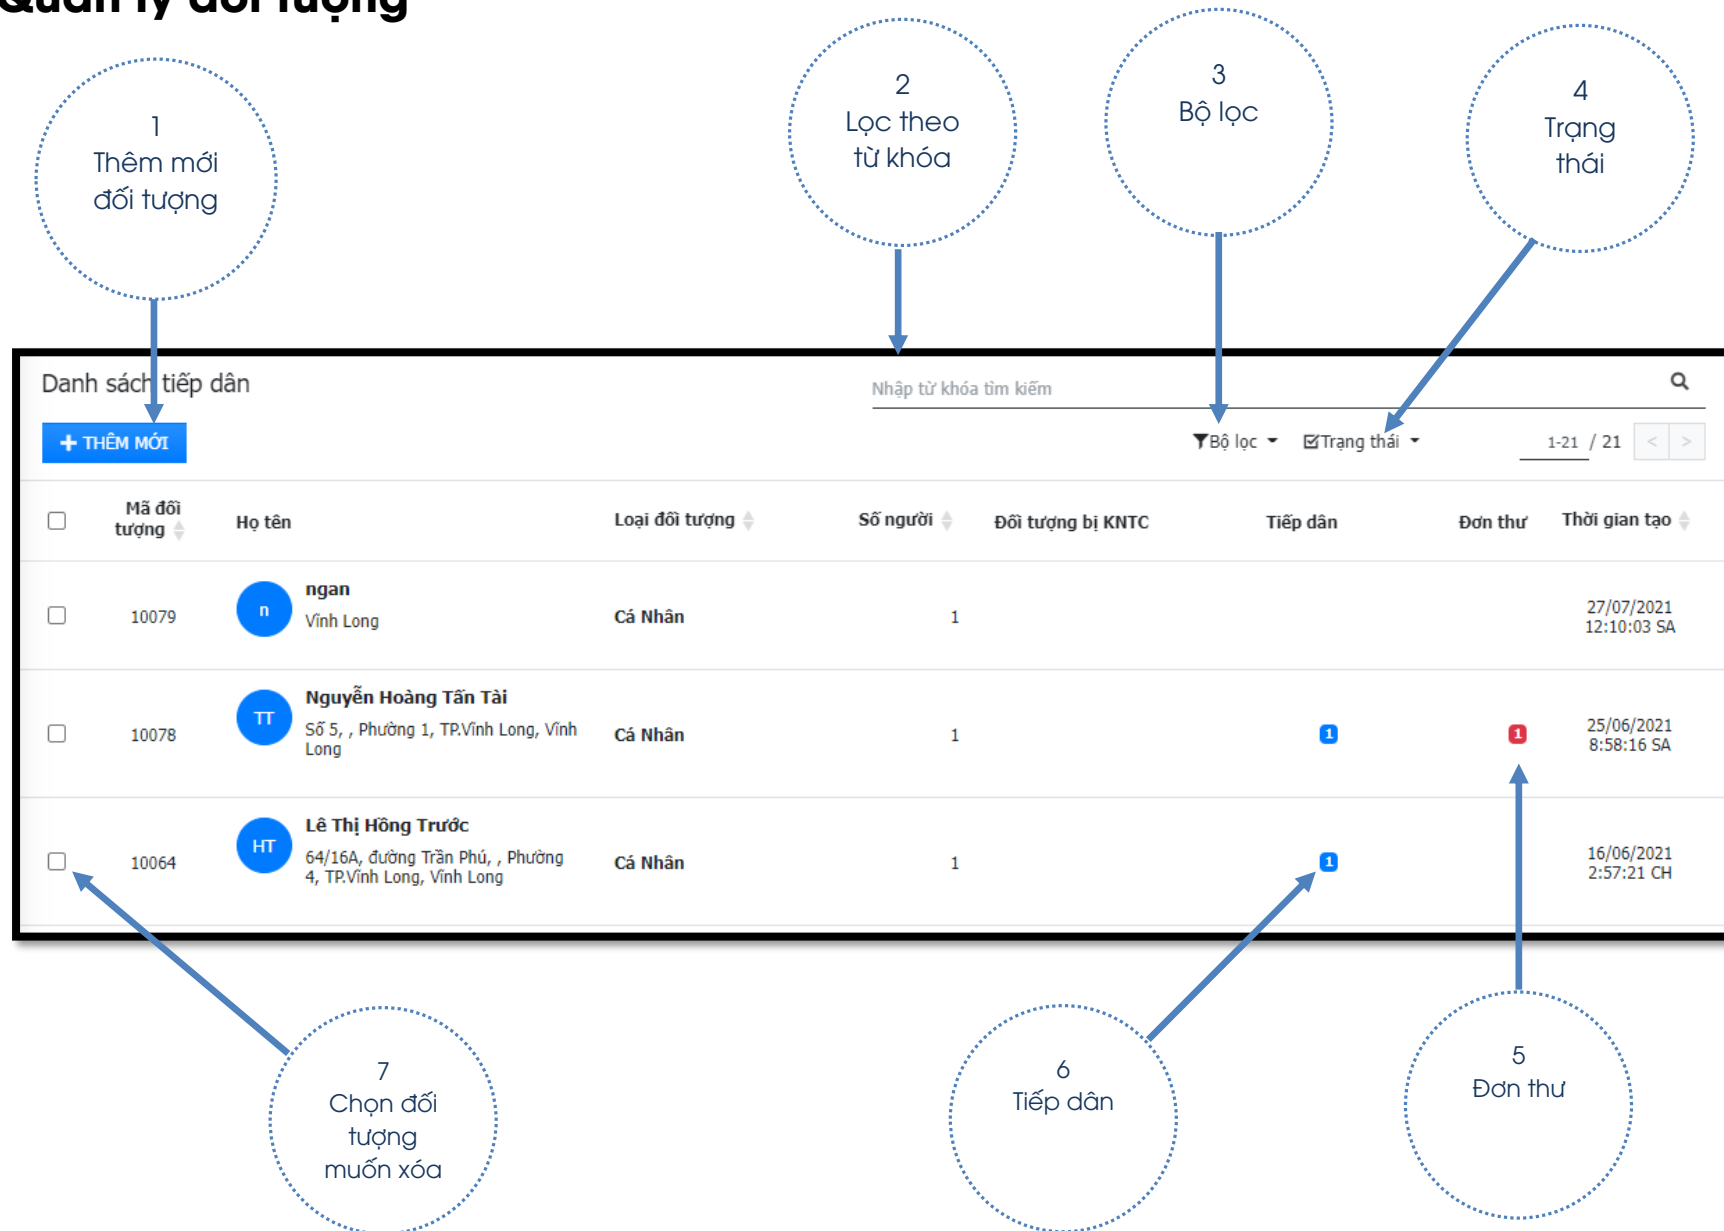 Quản lý đối tượng
1
Thêm mới
đối tượng
2
Lọc theo
từ khóa
3
Bộ lọc
4
Trạng
thái
Danh sách tiếp dân
Nhập từ khóa tìm kiếm
+ THÊM MỚI
Bộ lọc
Trạng thái
1-21 / 21 < >
Mã đối
tượng
Họ tên
Loại đối tượng
Số người
Đối tượng bị KNTC
Tiếp dân
Đơn thư
Thời gian tạo
10079
n
ngan
Vĩnh Long
Cá Nhân
1
27/07/2021
12:10:03 SA
10078
TT
Nguyễn Hoàng Tấn Tài
Số 5, , Phường 1, TP.Vĩnh Long, Vĩnh
Long
Cá Nhân
1
1
1
25/06/2021
8:58:16 SA
10064
HT
Lê Thị Hồng Trước
64/16A, đường Trần Phú, , Phường
4, TP.Vĩnh Long, Vĩnh Long
Cá Nhân
1
1
16/06/2021
2:57:21 CH
7
Chọn đối
tượng
muốn xóa
6
Tiếp dân
5
Đơn thư